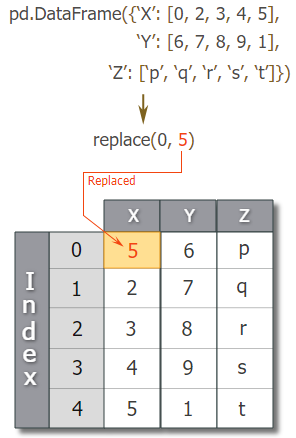 pd.DataFrame({‘X’: [0, 2, 3, 4, 5],
‘Y’: [6, 7, 8, 9, 1],
‘Z’: [‘p’, ‘q’, ‘r’, ‘s’, ‘t’]})
replace(0, 5)
Replaced
X Y Z
Index
0 5 6 p
1 2 7 q
2 3 8 r
3 4 9 s
4 5 1 t